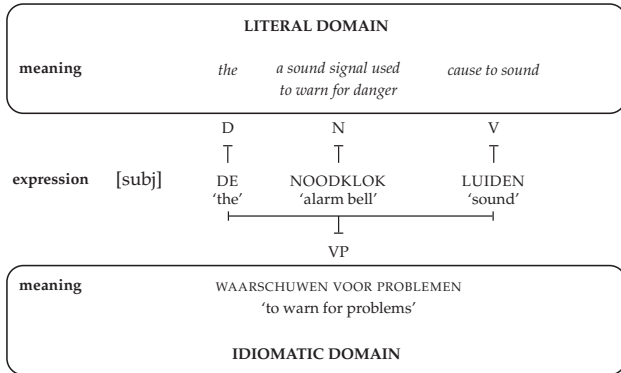 LITERAL DOMAIN
meaning the a sound signal used cause to sound
to warn for danger
D N V
expression [subj] DE NOODKLOK LUIDEN
‘the’ ‘alarm bell’ ‘sound’
VP
meaning WAARSCHUWEN VOOR PROBLEMEN
‘to warn for problems’
IDIOMATIC DOMAIN